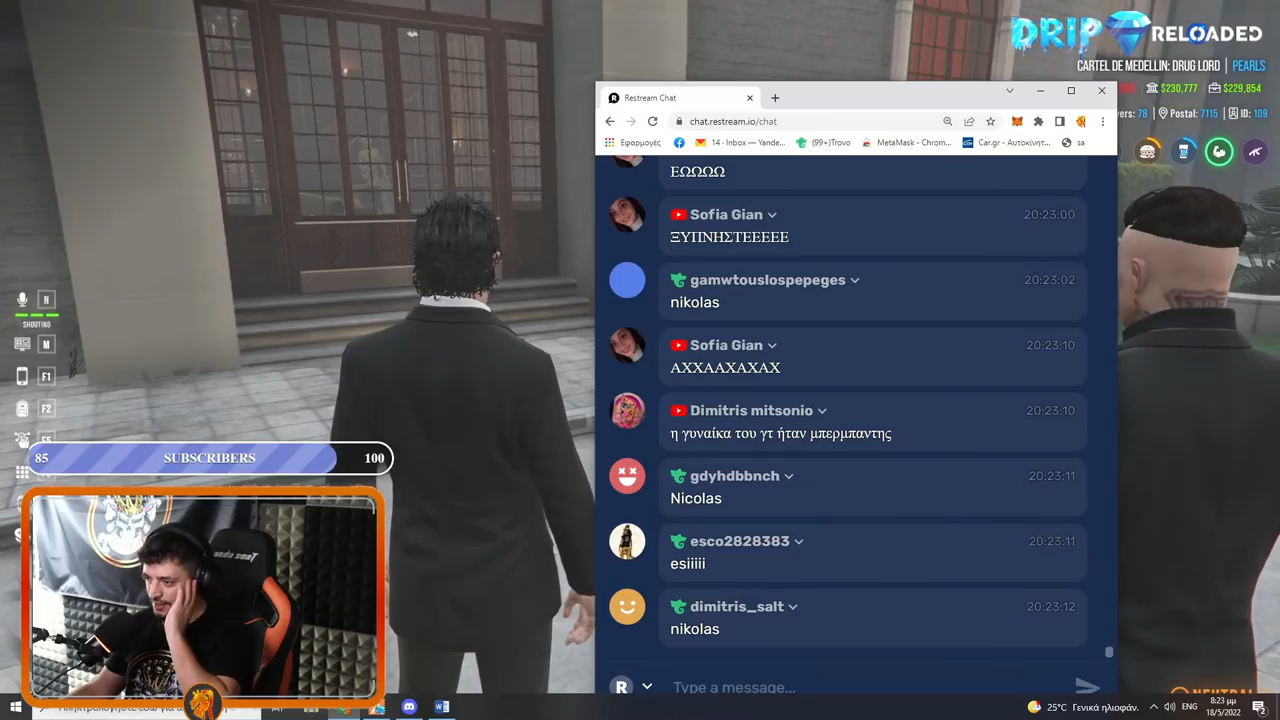 DRIP RELOADED
CARTEL DE MEDELLIN: DRUG LORD | PEARLS
$230,777 $229,854
Postal: 7115 ID: 109
Restream Chat
chat.restream.io/chat
Εφαρμογές 14 · Inbox — Yande... (99+)Trovo MetaMask - Chrom... Car.gr - Αυτοκίνητ... sa
ΕΩΩΩΩ
Sofia Gian 20:23:00
ΞΥΠΝΗΣΤΕΕΕΕΕ
gamwtouslospepeges 20:23:02
nikolas
Sofia Gian 20:23:10
ΑΧΧΑΑΧΑΧΑΧ
Dimitris mitsonio 20:23:10
η γυναίκα του γτ ήταν μπερμπαντης
gdyhdbbnch 20:23:11
Nicolas
esco2828383 20:23:11
esiiiii
dimitris_salt 20:23:12
nikolas
R Type a message...
N
SHOUTING
M
F1
F2
85 SUBSCRIBERS 100
anda seat
25°C Γενικά ηλιοφάν. ENG 8:23 μμ
18/5/2022